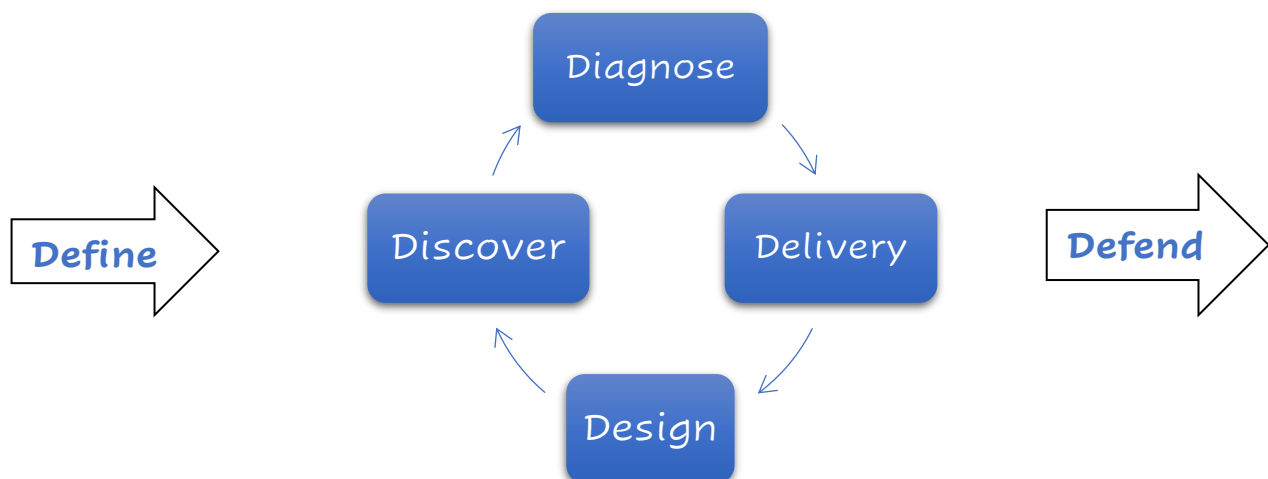 Diagnose
Define
Discover
Delivery
Defend
Design